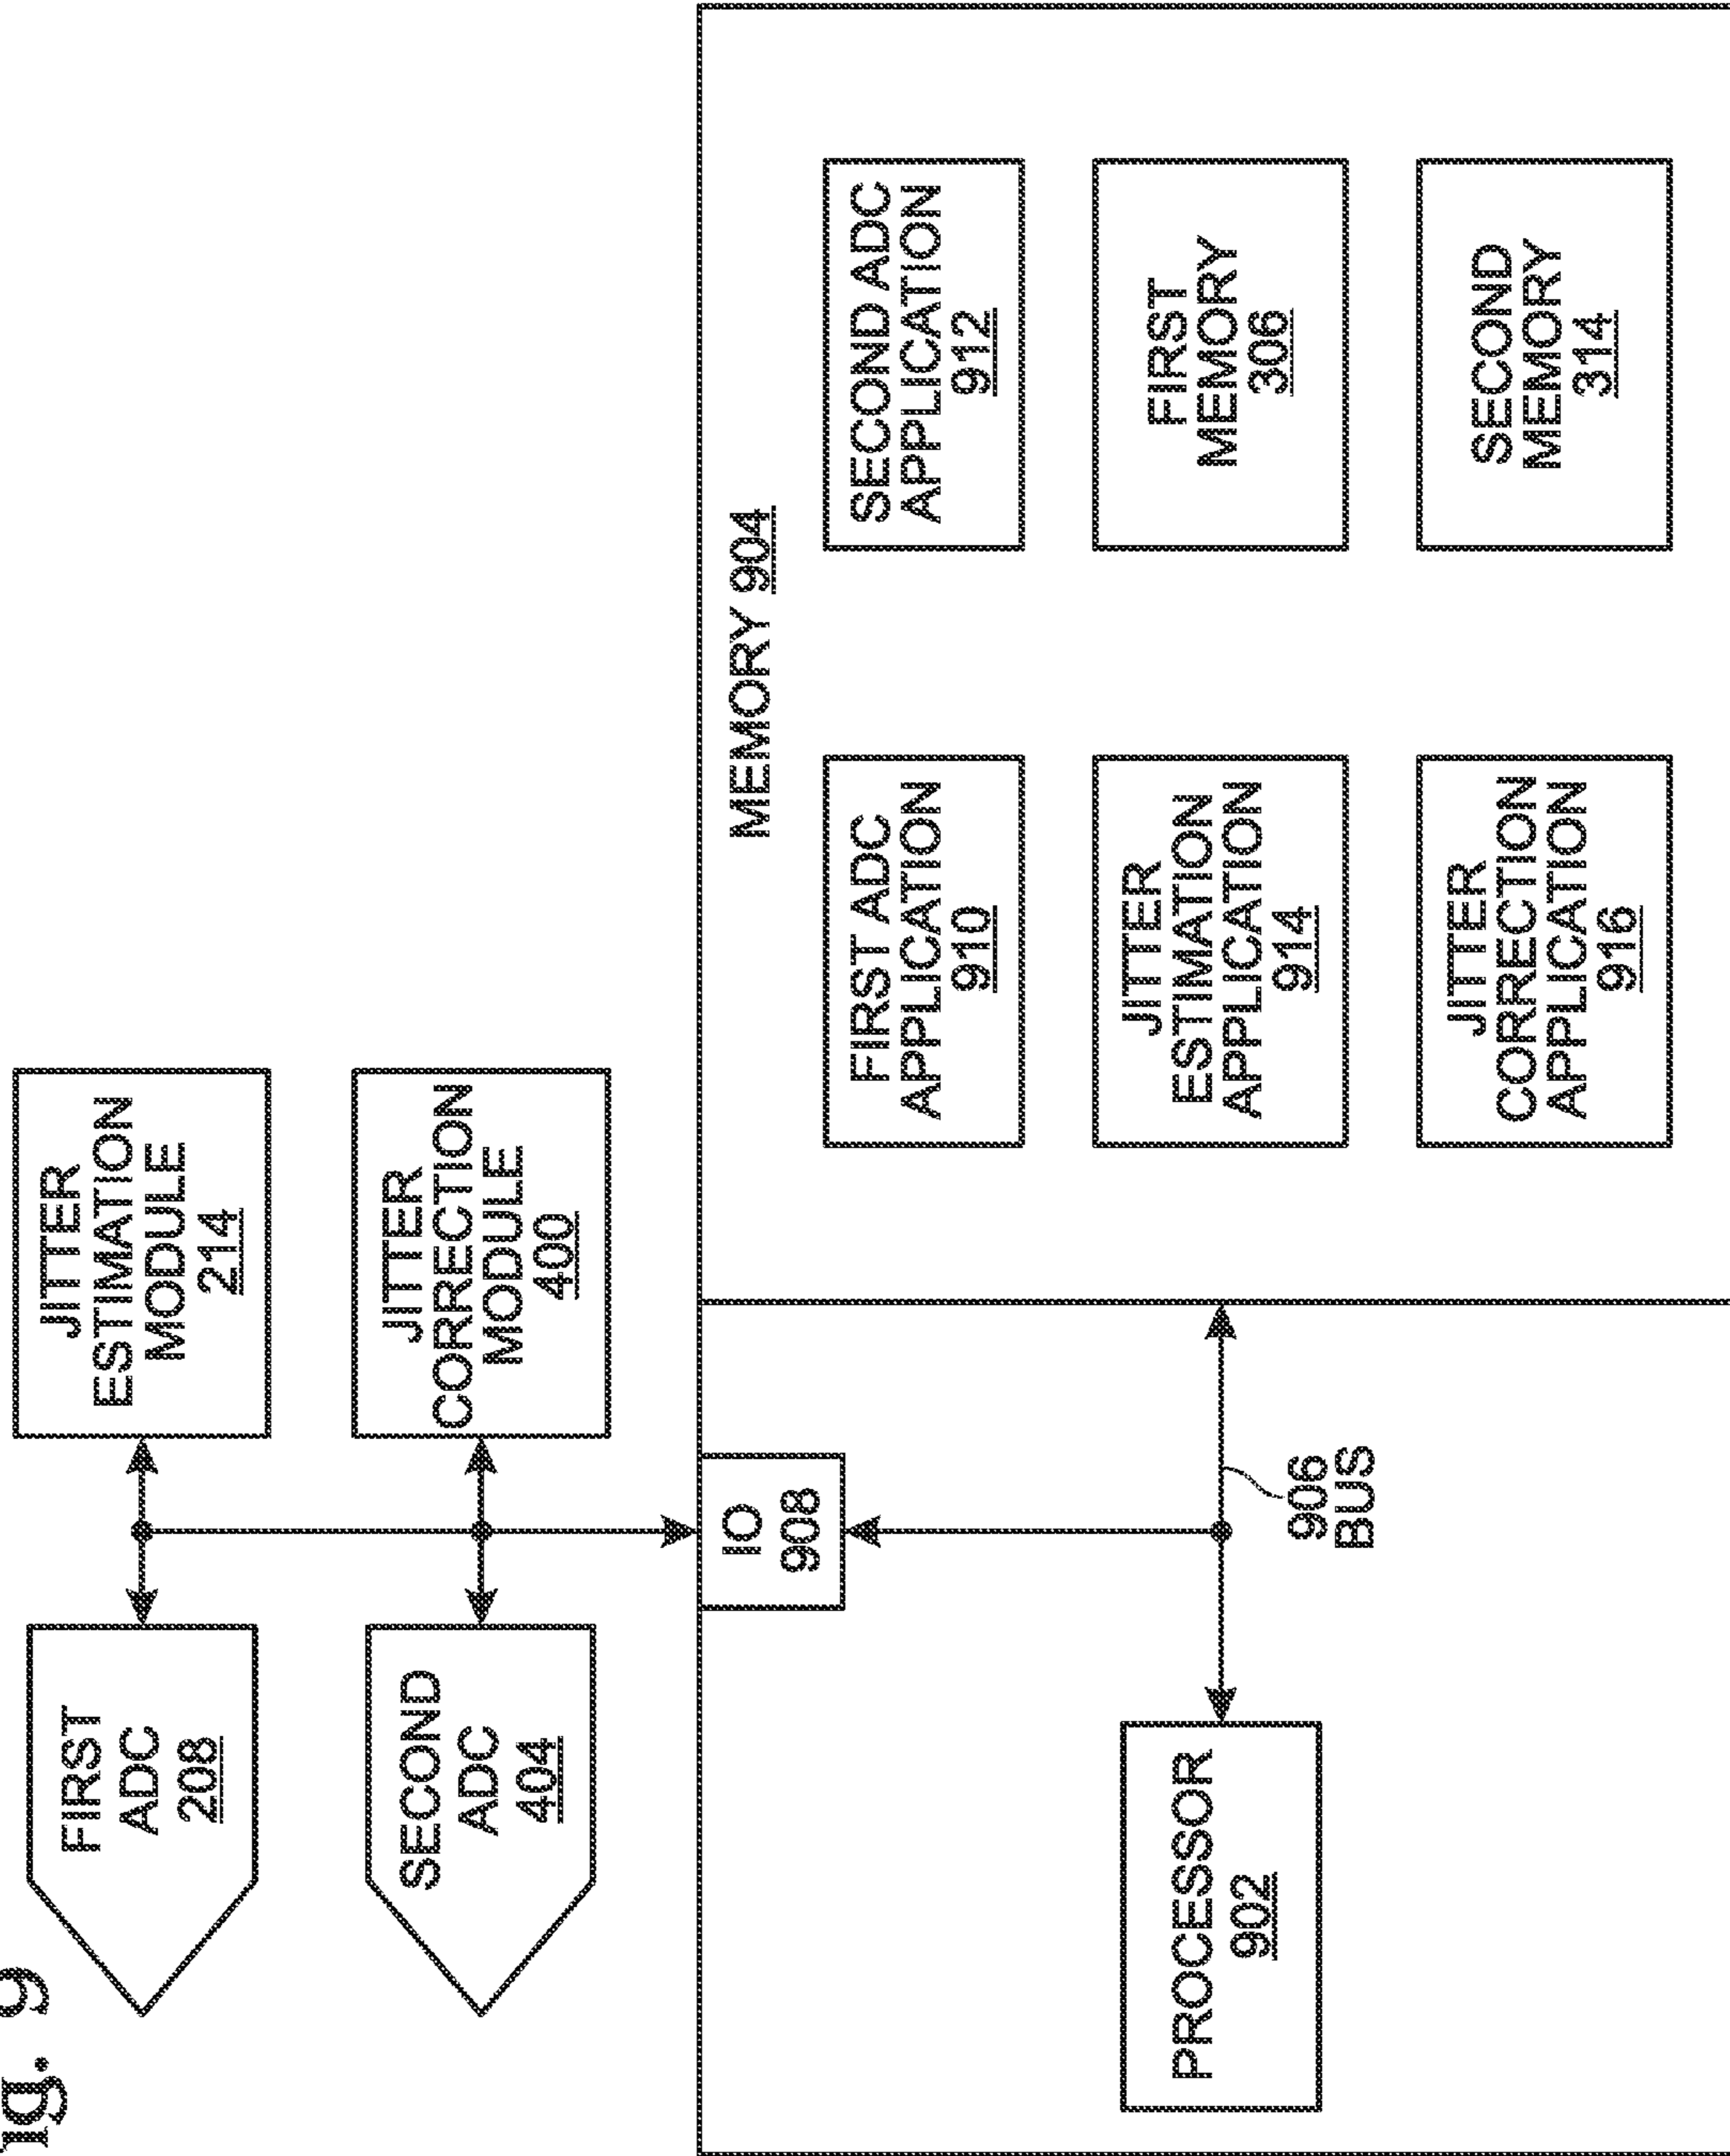 ig. 9
FIRST
ADC
208
JITTER
ESTIMATION
MODULE
214
SECOND
ADC
404
JITTER
CORRECTION
MODULE
400
IO
908
MEMORY 904
FIRST ADC
APPLICATION
910
SECOND ADC
APPLICATION
912
PROCESSOR
902
906
BUS
JITTER
ESTIMATION
APPLICATION
914
FIRST
MEMORY
306
JITTER
CORRECTION
APPLICATION
916
SECOND
MEMORY
314